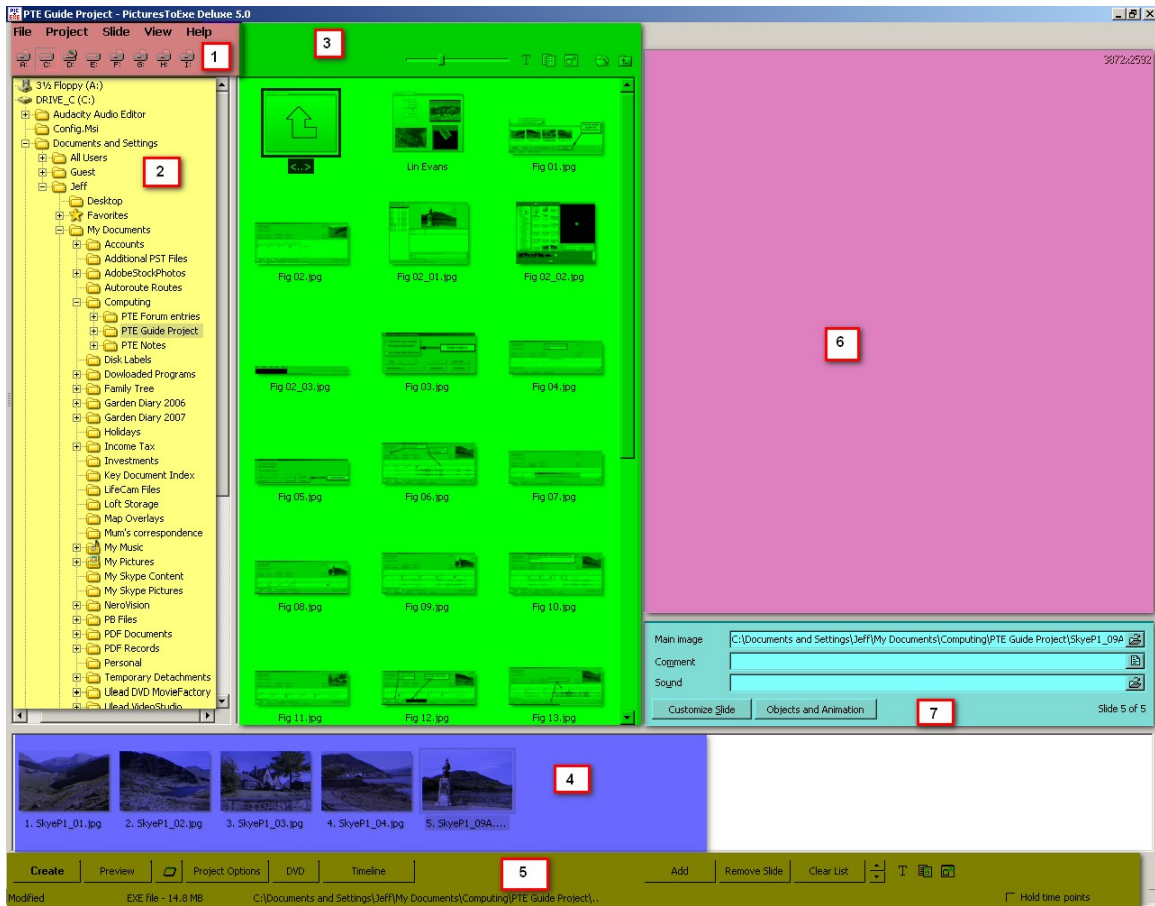 PTE Guide Project - PicturesToExe Deluxe 5.0
File Project Slide View Help
A: C: D: E: F: G: H: I:
1
3
3872x2592
3½ Floppy (A:)
DRIVE_C (C:)
Audacity Audio Editor
Config.Msi
Documents and Settings
All Users
Guest
Jeff
Desktop
Favorites
My Documents
Accounts
Additional PST Files
AdobeStockPhotos
Autoroute Routes
Computing
PTE Forum entries
PTE Guide Project
PTE Notes
Disk Labels
Dowloaded Programs
Family Tree
Garden Diary 2006
Garden Diary 2007
Holidays
Income Tax
Investments
Key Document Index
LifeCam Files
Loft Storage
Map Overlays
Mum's correspondence
My Music
My Pictures
My Skype Content
My Skype Pictures
NeroVision
PB Files
PDF Documents
PDF Records
Personal
Temporary Detachments
Ulead DVD MovieFactory
Ulead VideoStudio
2
<..> Lin Evans Fig 01.jpg
Fig 02.jpg Fig 02_01.jpg Fig 02_02.jpg
Fig 02_03.jpg Fig 03.jpg Fig 04.jpg
Fig 05.jpg Fig 06.jpg Fig 07.jpg
Fig 08.jpg Fig 09.jpg Fig 10.jpg
Fig 11.jpg Fig 12.jpg Fig 13.jpg
6
Main image C:\Documents and Settings\Jeff\My Documents\Computing\PTE Guide Project\SkyeP1_09A
Comment
Sound
Customize Slide Objects and Animation 7 Slide 5 of 5
4
1. SkyeP1_01.jpg 2. SkyeP1_02.jpg 3. SkyeP1_03.jpg 4. SkyeP1_04.jpg 5. SkyeP1_09A....
Create Preview Project Options DVD Timeline 5 Add Remove Slide Clear List T
Modified EXE file - 14.8 MB C:\Documents and Settings\Jeff\My Documents\Computing\PTE Guide Project\.. Hold time points